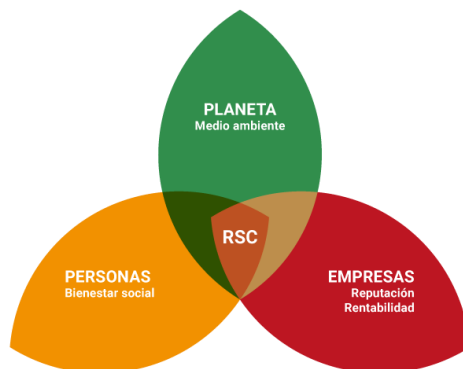 PLANETA
Medio ambiente
RSC
PERSONAS
Bienestar social
EMPRESAS
Reputación
Rentabilidad